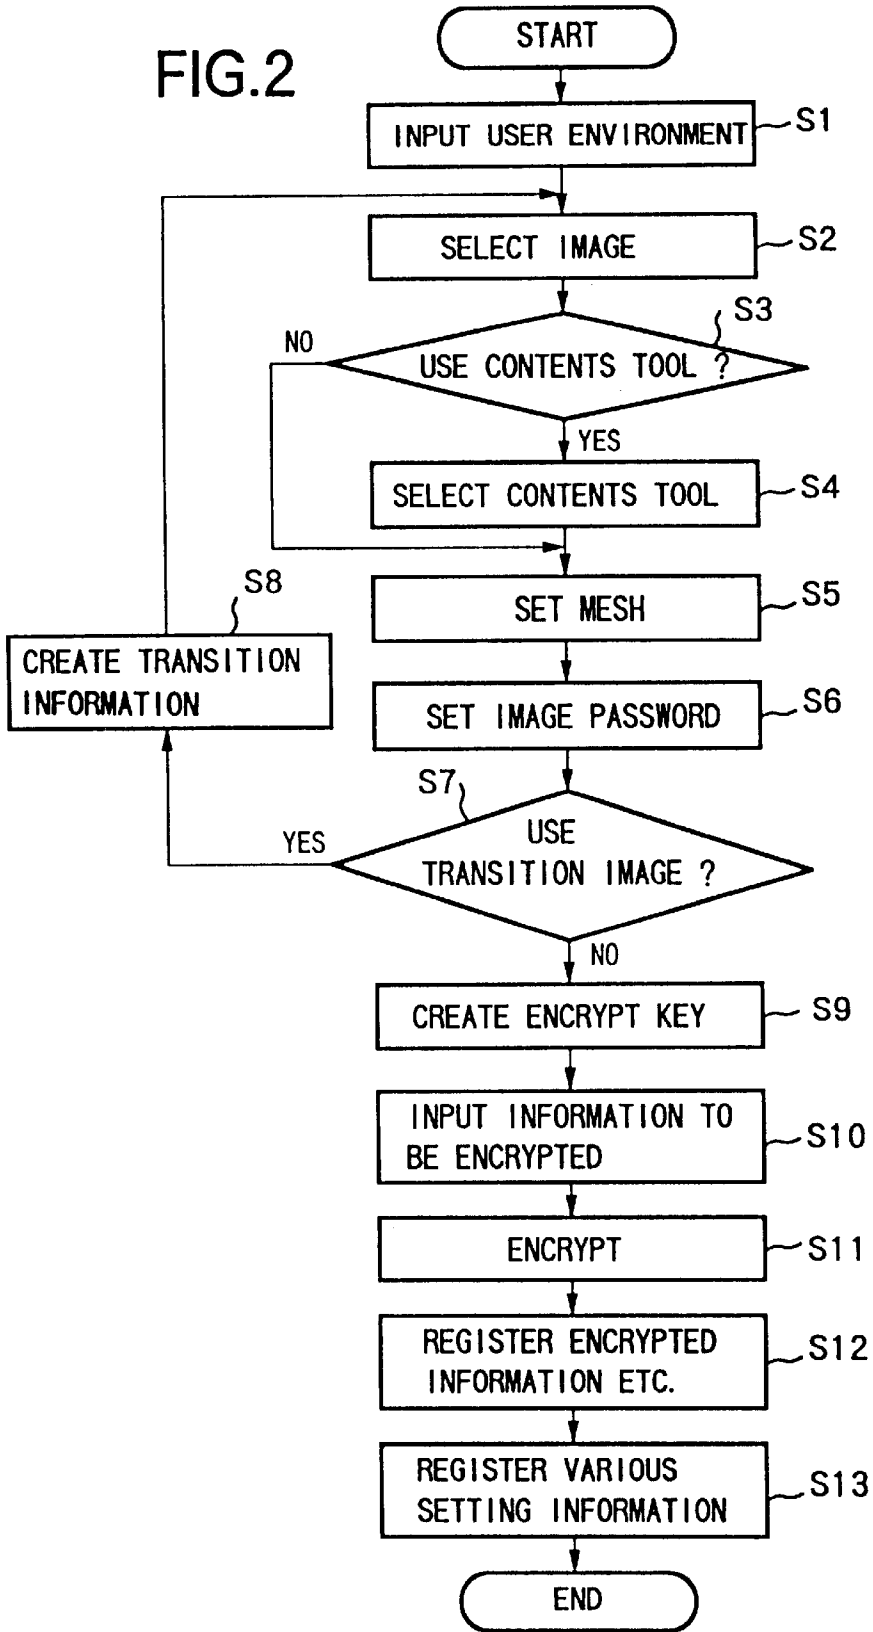 FIG.2
START
INPUT USER ENVIRONMENT
S1
SELECT IMAGE
S2
S3
NO
USE CONTENTS TOOL ?
YES
SELECT CONTENTS TOOL
S4
S8
SET MESH
S5
CREATE TRANSITION
INFORMATION
SET IMAGE PASSWORD
S6
S7
YES
USE
TRANSITION IMAGE ?
NO
CREATE ENCRYPT KEY
S9
INPUT INFORMATION TO
BE ENCRYPTED
S10
ENCRYPT
S11
REGISTER ENCRYPTED
INFORMATION ETC.
S12
REGISTER VARIOUS
SETTING INFORMATION
S13
END